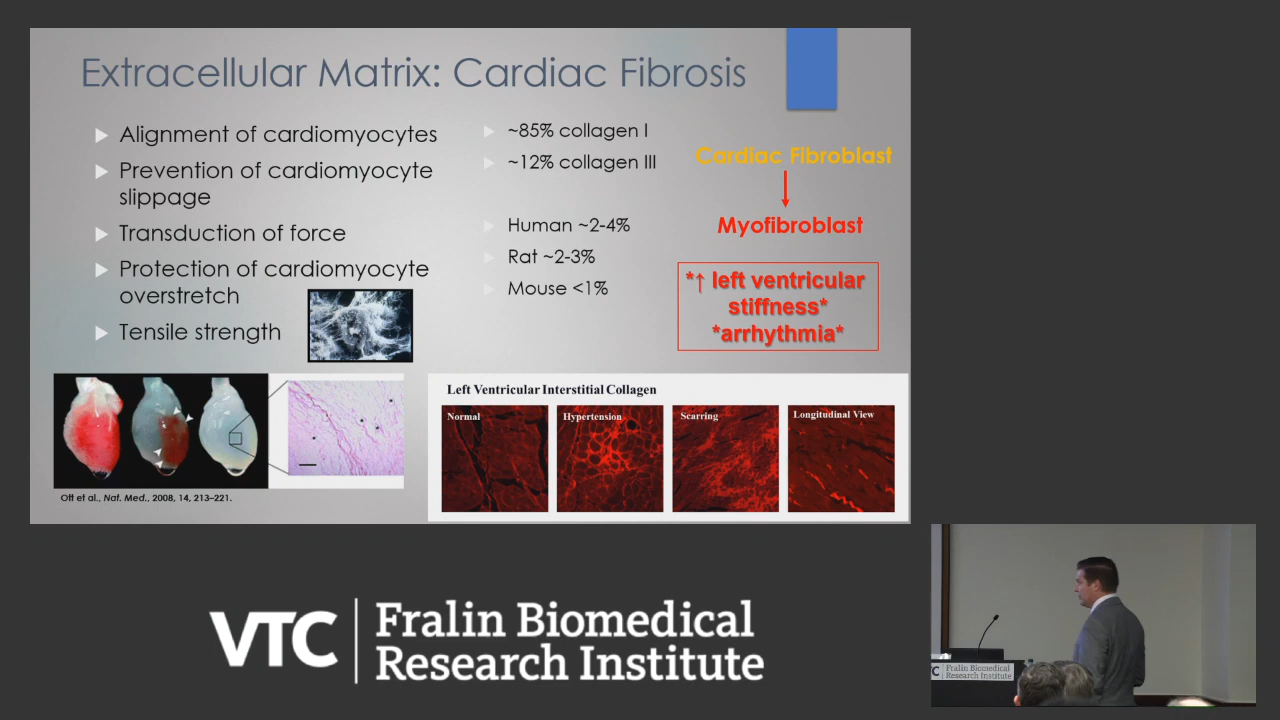 Extracellular Matrix: Cardiac Fibrosis
Alignment of cardiomyocytes
Prevention of cardiomyocyte
slippage
Transduction of force
Protection of cardiomyocyte
overstretch
Tensile strength
~85% collagen I
~12% collagen III
Human ~2-4%
Rat ~2-3%
Mouse <1%
Cardiac Fibroblast
Myofibroblast
*↑ left ventricular
stiffness*
*arrhythmia*
Ott et al., Nat. Med., 2008, 14, 213–221.
Left Ventricular Interstitial Collagen
Normal
Hypertension
Scarring
Longitudinal View
VTC
Fralin Biomedical
Research Institute
TC
Fralin Biomedical
Research Institute